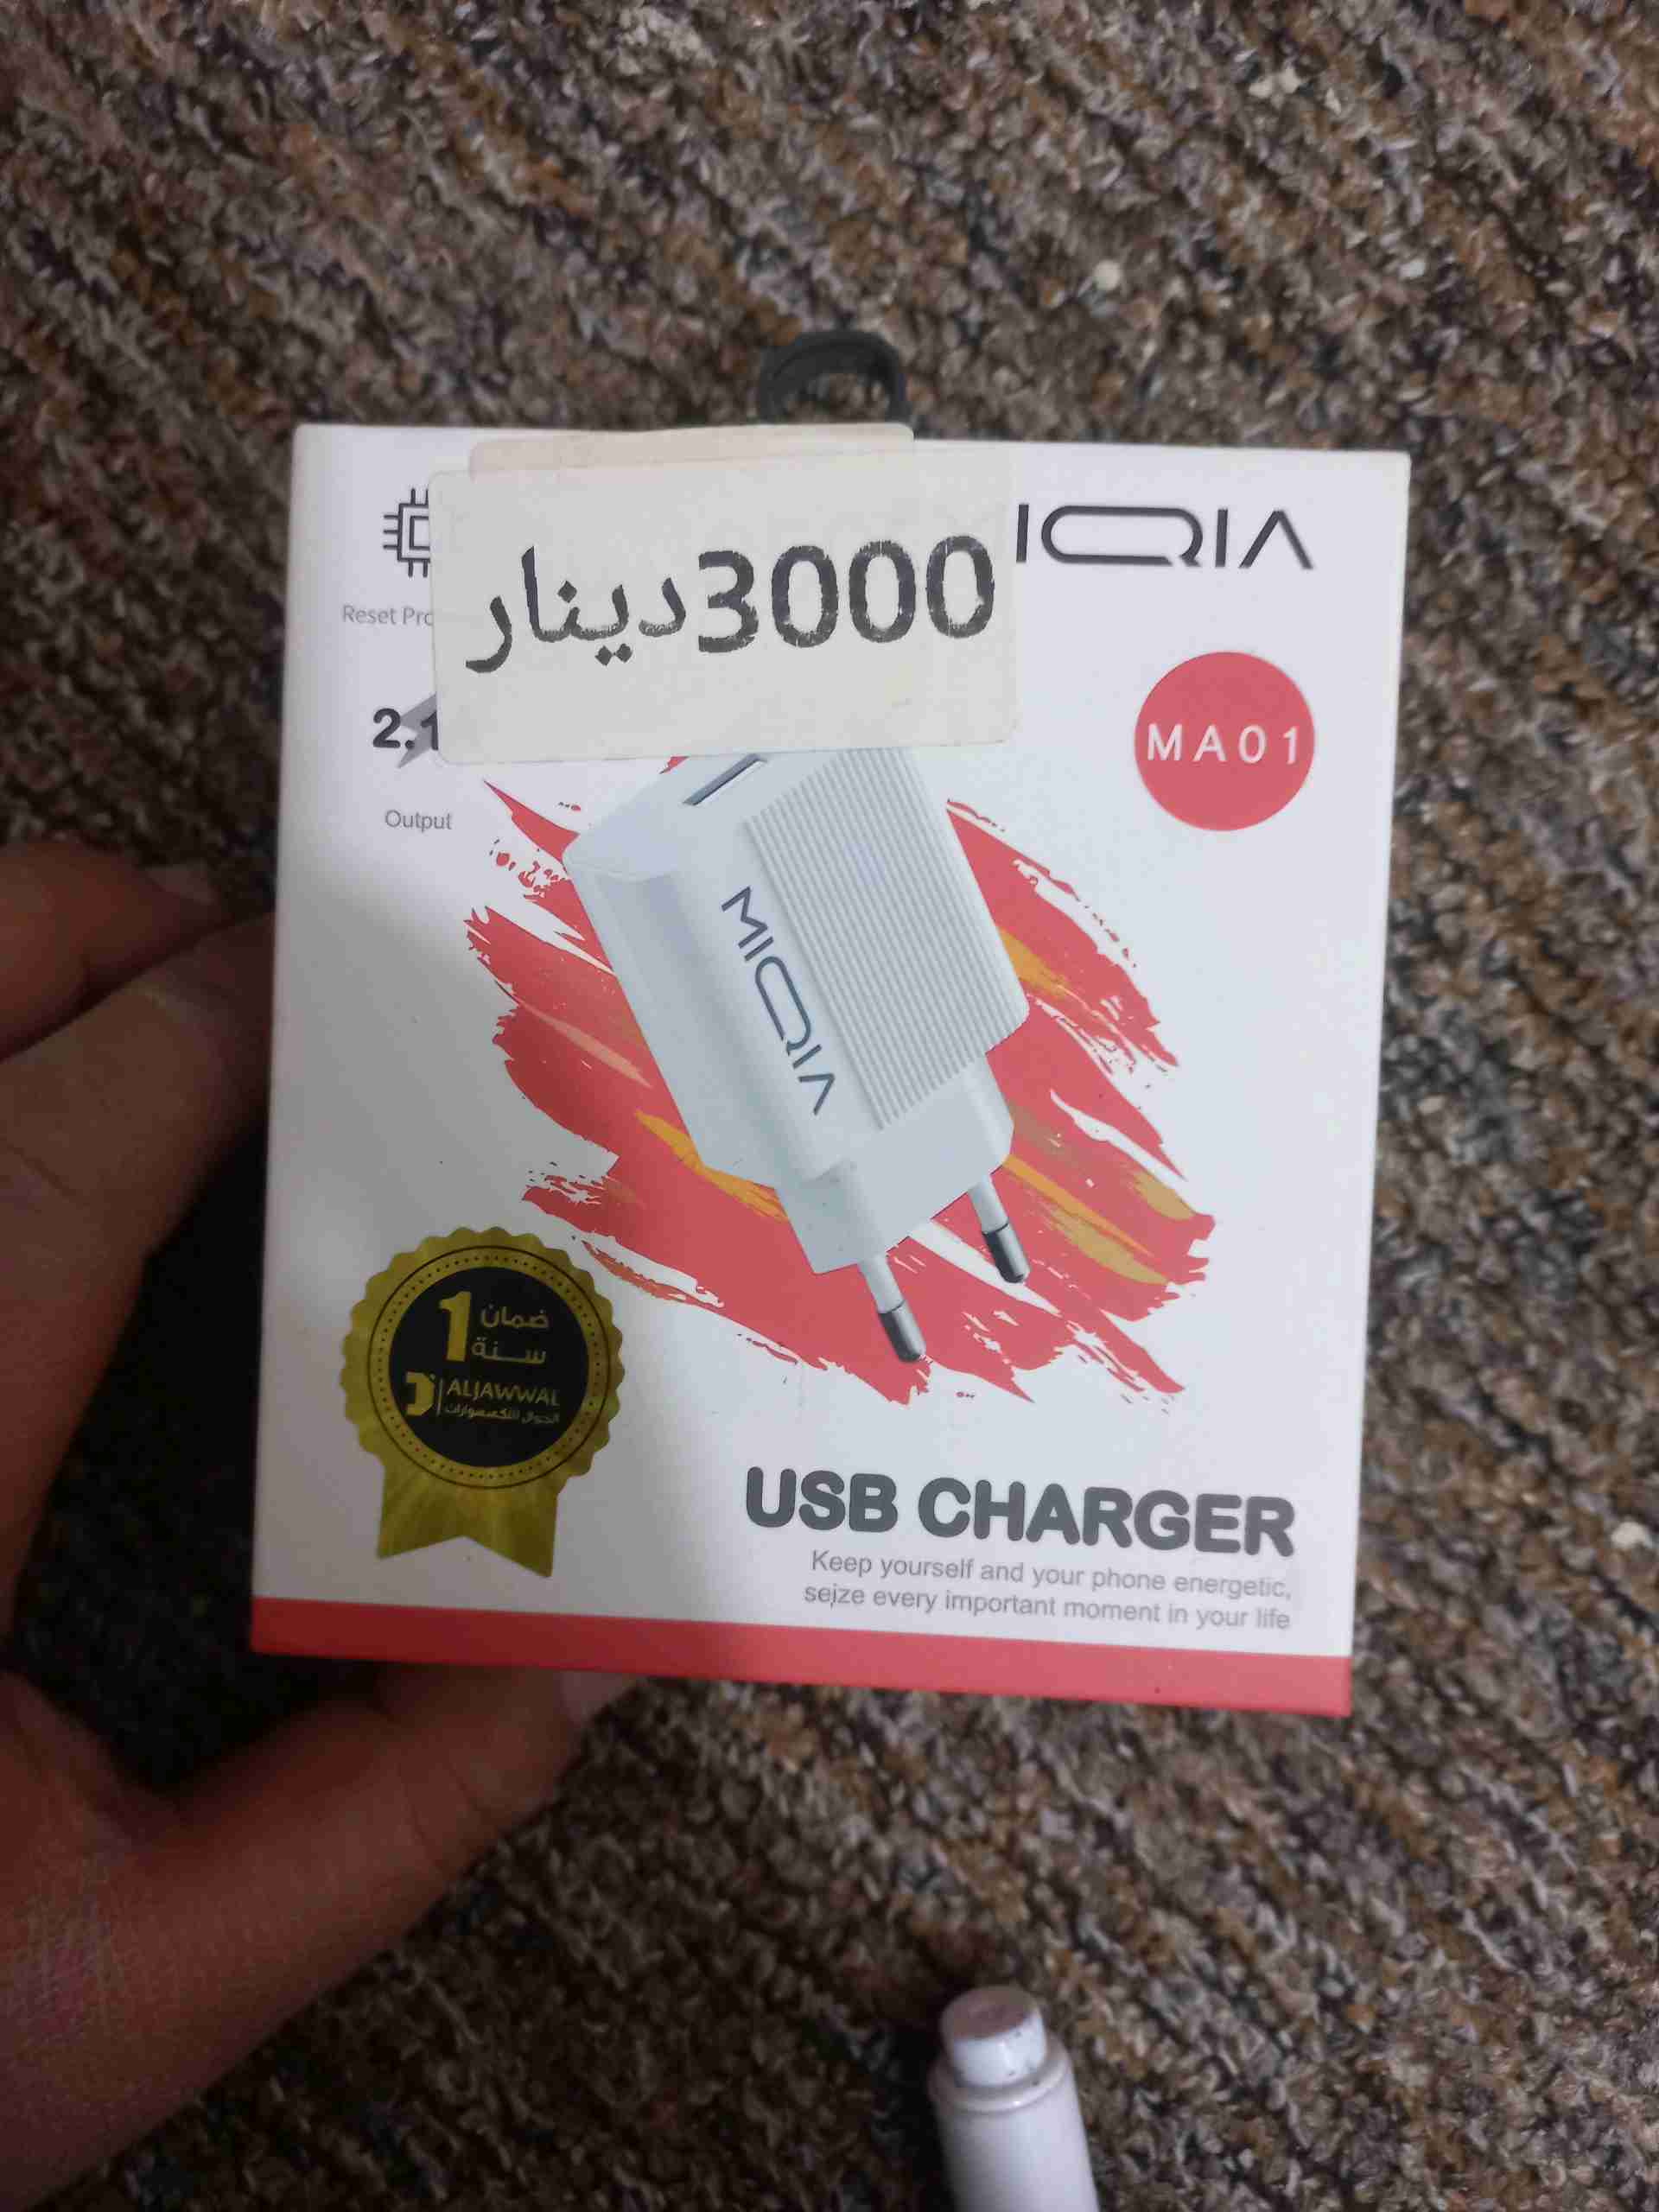 3000دينار
IQIA
Reset Pro
2.1
Output
MA01
MIQIA
ضمان
1
سنة
ALJAWWAL
الجوال للاكسسوارات
USB CHARGER
Keep yourself and your phone energetic,
seize every important moment in your life